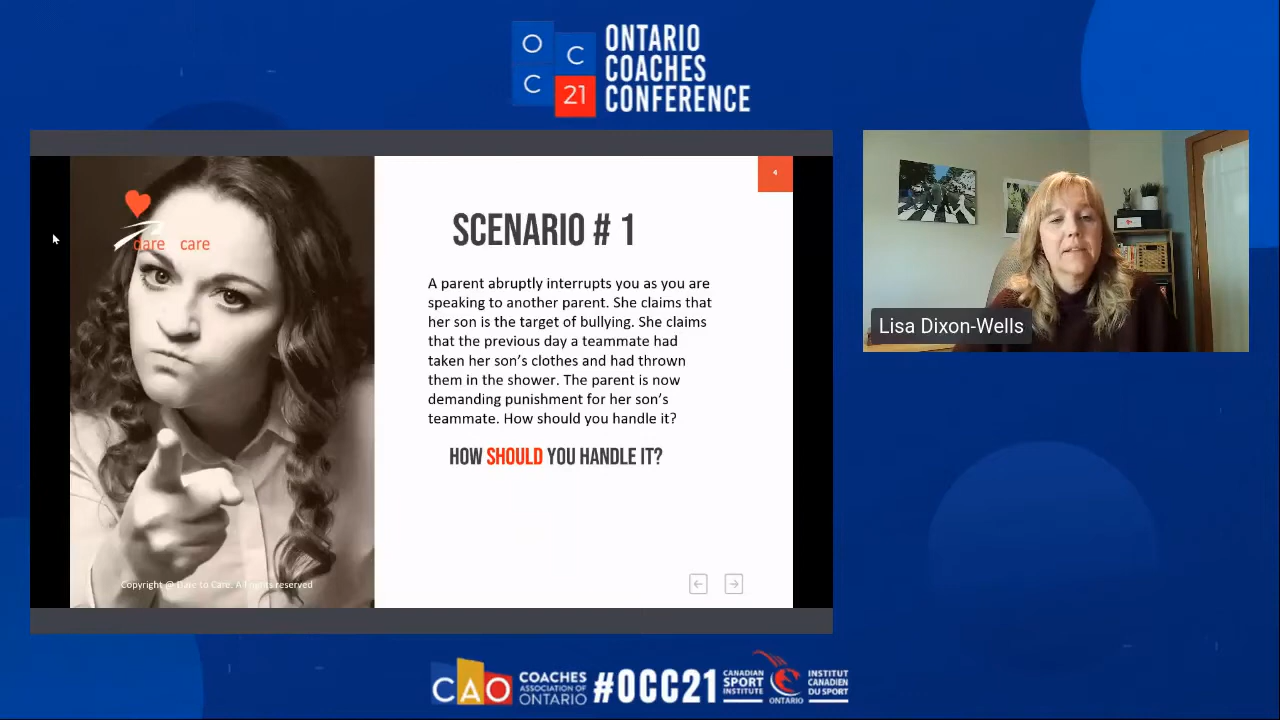 O C
C 21
ONTARIO
COACHES
CONFERENCE
dare care
4
SCENARIO # 1
A parent abruptly interrupts you as you are
speaking to another parent. She claims that
her son is the target of bullying. She claims
that the previous day a teammate had
taken her son's clothes and had thrown
them in the shower. The parent is now
demanding punishment for her son's
teammate. How should you handle it?
HOW SHOULD YOU HANDLE IT?
Copyright @ Dare to Care. All rights reserved
Lisa Dixon-Wells
CAO
COACHES
ASSOCIATION OF
ONTARIO
#OCC21
CANADIAN
SPORT
INSTITUTE
ONTARIO
INSTITUT
CANADIEN
DU SPORT